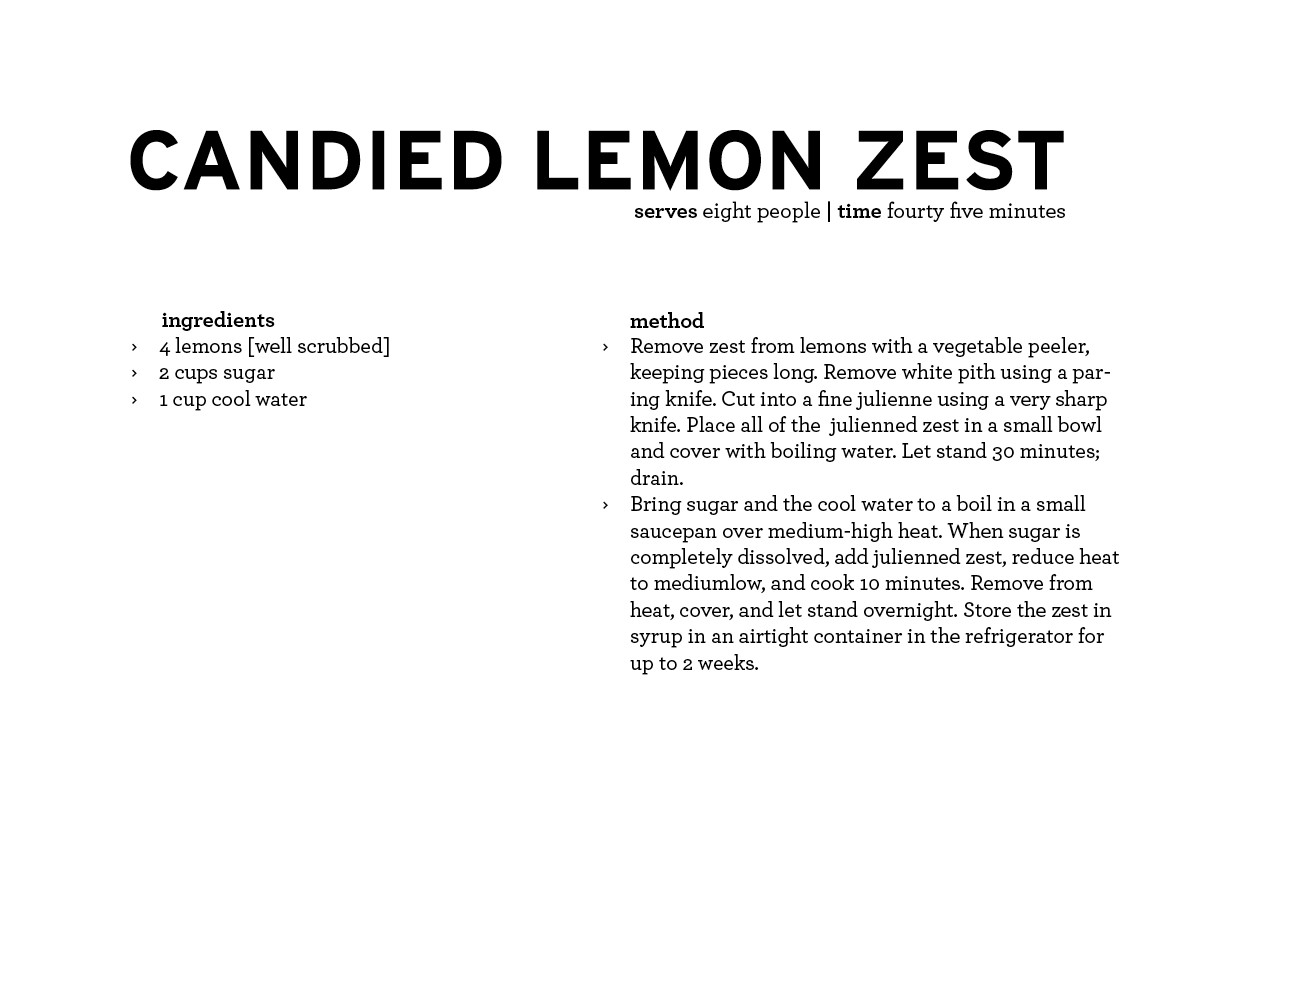 CANDIED LEMON ZEST
serves eight people | time fourty five minutes
ingredients
› 4 lemons [well scrubbed]
› 2 cups sugar
› 1 cup cool water
method
› Remove zest from lemons with a vegetable peeler,
keeping pieces long. Remove white pith using a par-
ing knife. Cut into a fine julienne using a very sharp
knife. Place all of the  julienned zest in a small bowl
and cover with boiling water. Let stand 30 minutes;
drain.
› Bring sugar and the cool water to a boil in a small
saucepan over medium-high heat. When sugar is
completely dissolved, add julienned zest, reduce heat
to mediumlow, and cook 10 minutes. Remove from
heat, cover, and let stand overnight. Store the zest in
syrup in an airtight container in the refrigerator for
up to 2 weeks.